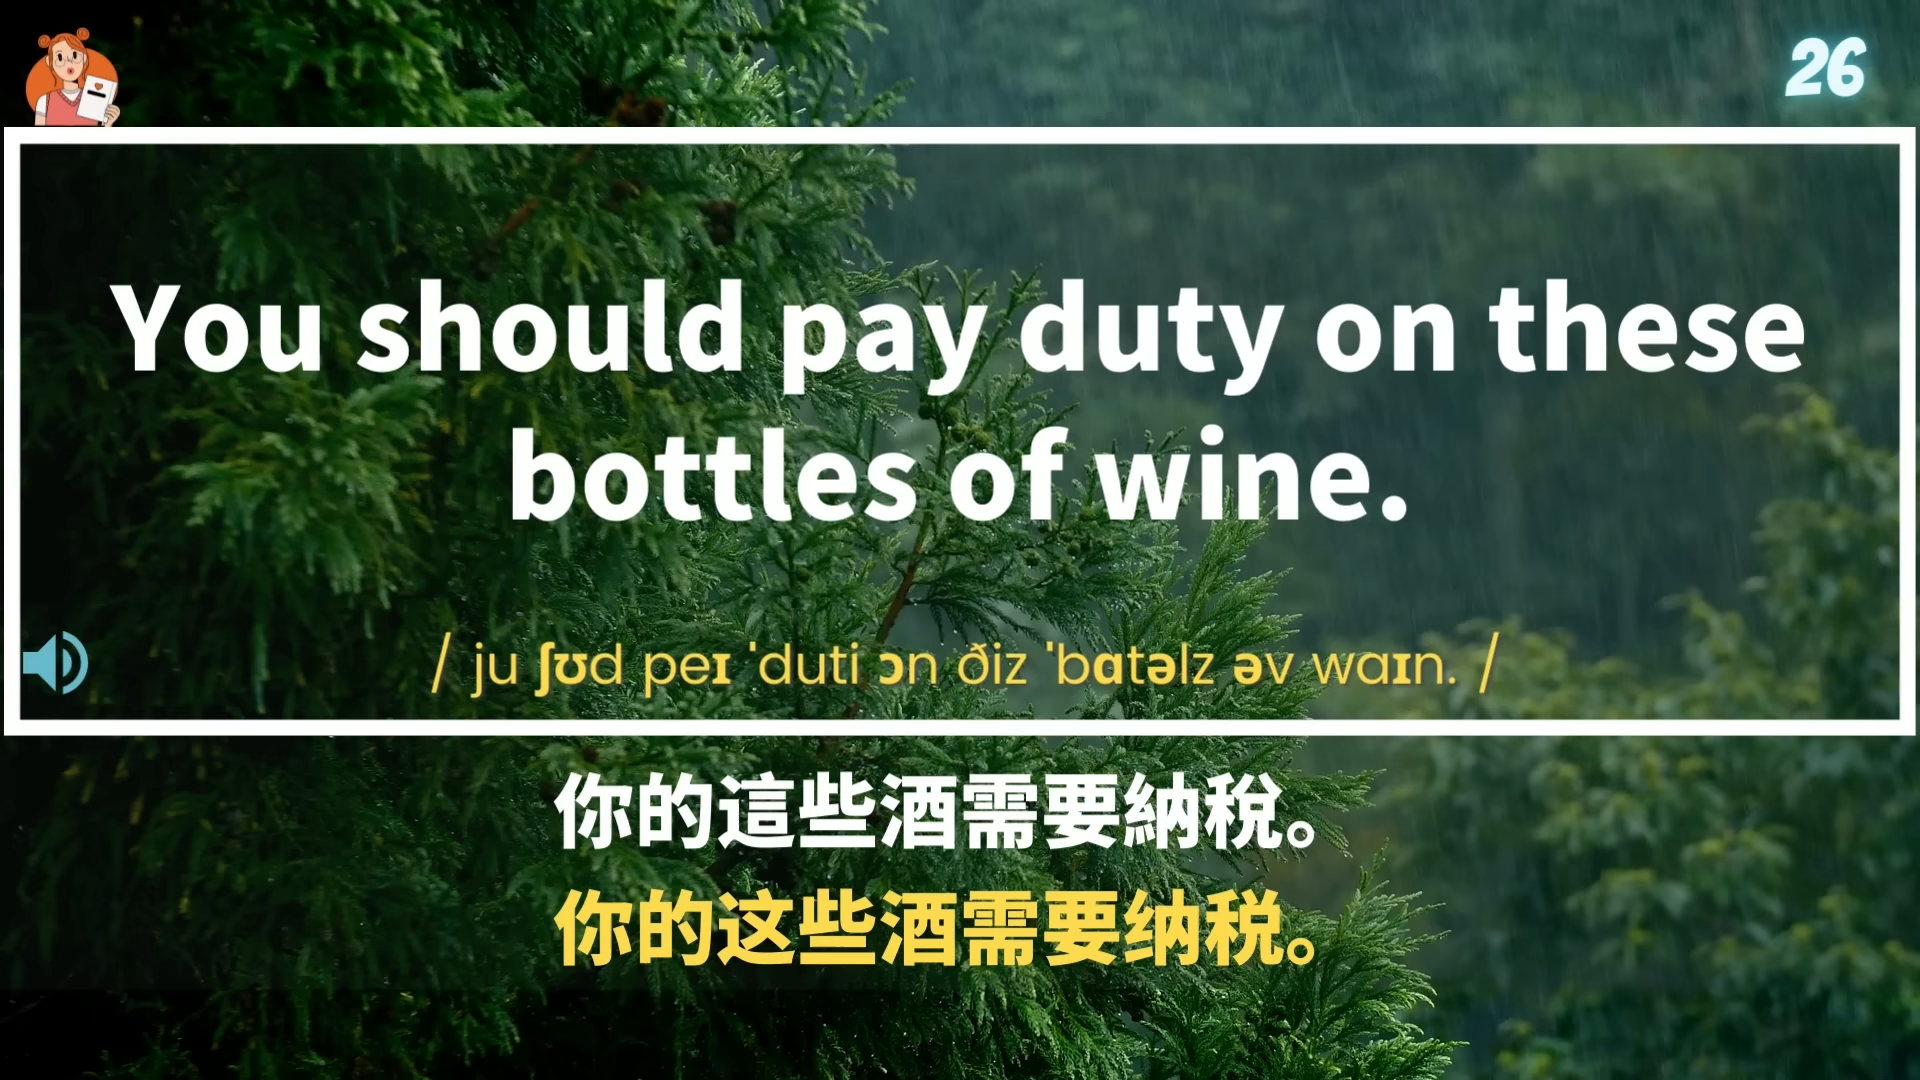 26
You should pay duty on these
bottles of wine.
/ ju ʃʊd peɪ ˈduti ɔn ðiz ˈbɑtəlz əv waɪn. /
你的這些酒需要納稅。
你的这些酒需要纳税。